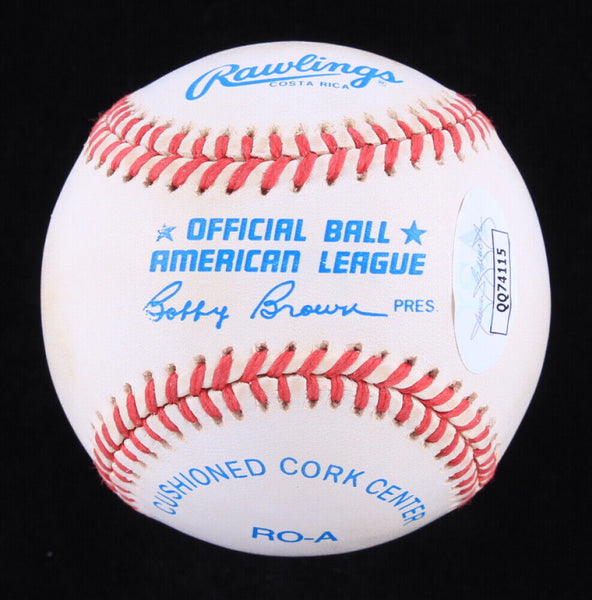 Rawlings
COSTA RICA
★ OFFICIAL BALL ★
AMERICAN LEAGUE
Bobby Brown PRES.
CUSHIONED CORK CENTER
RO-A
QQ74115